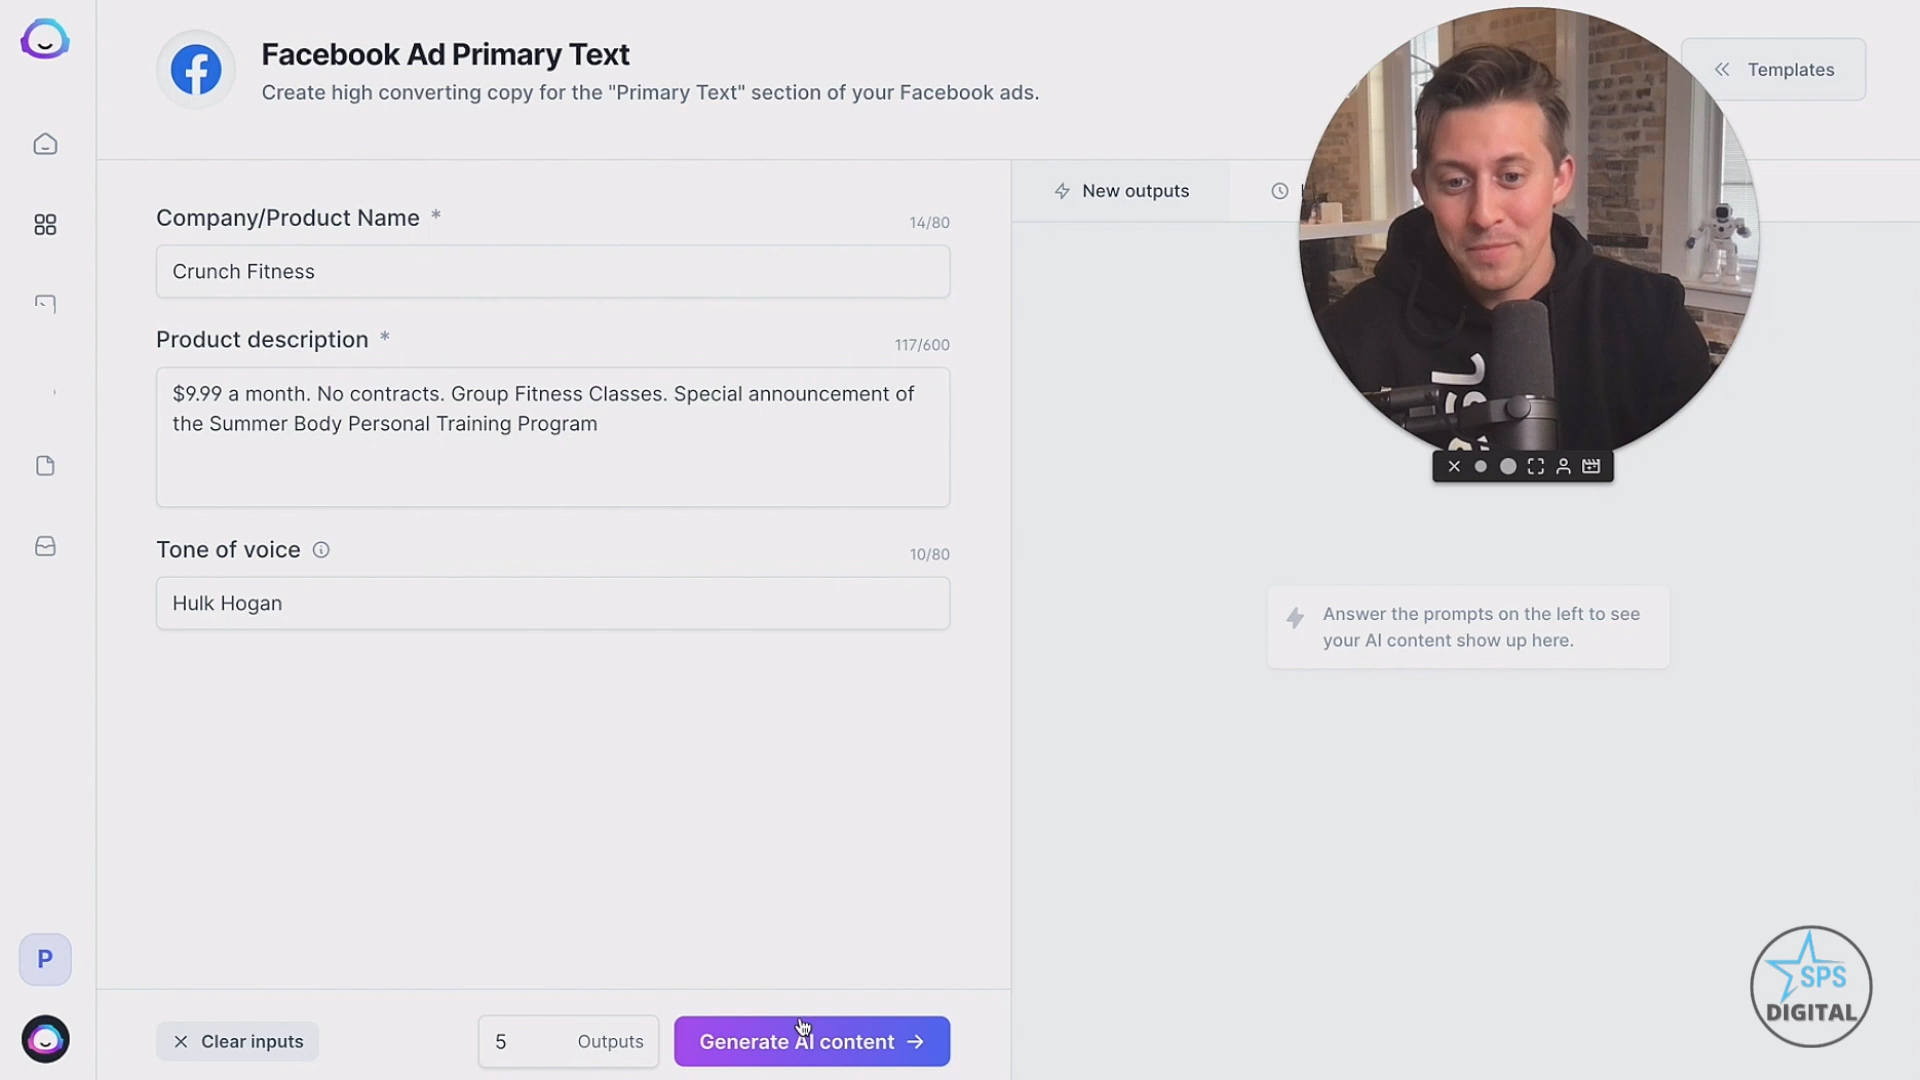 Facebook Ad Primary Text
Create high converting copy for the "Primary Text" section of your Facebook ads.
Templates
Company/Product Name *
14/80
Crunch Fitness
Product description *
117/600
$9.99 a month. No contracts. Group Fitness Classes. Special announcement of
the Summer Body Personal Training Program
Tone of voice
10/80
Hulk Hogan
New outputs
Answer the prompts on the left to see
your AI content show up here.
P
Clear inputs
5 Outputs
Generate AI content
SPS
DIGITAL